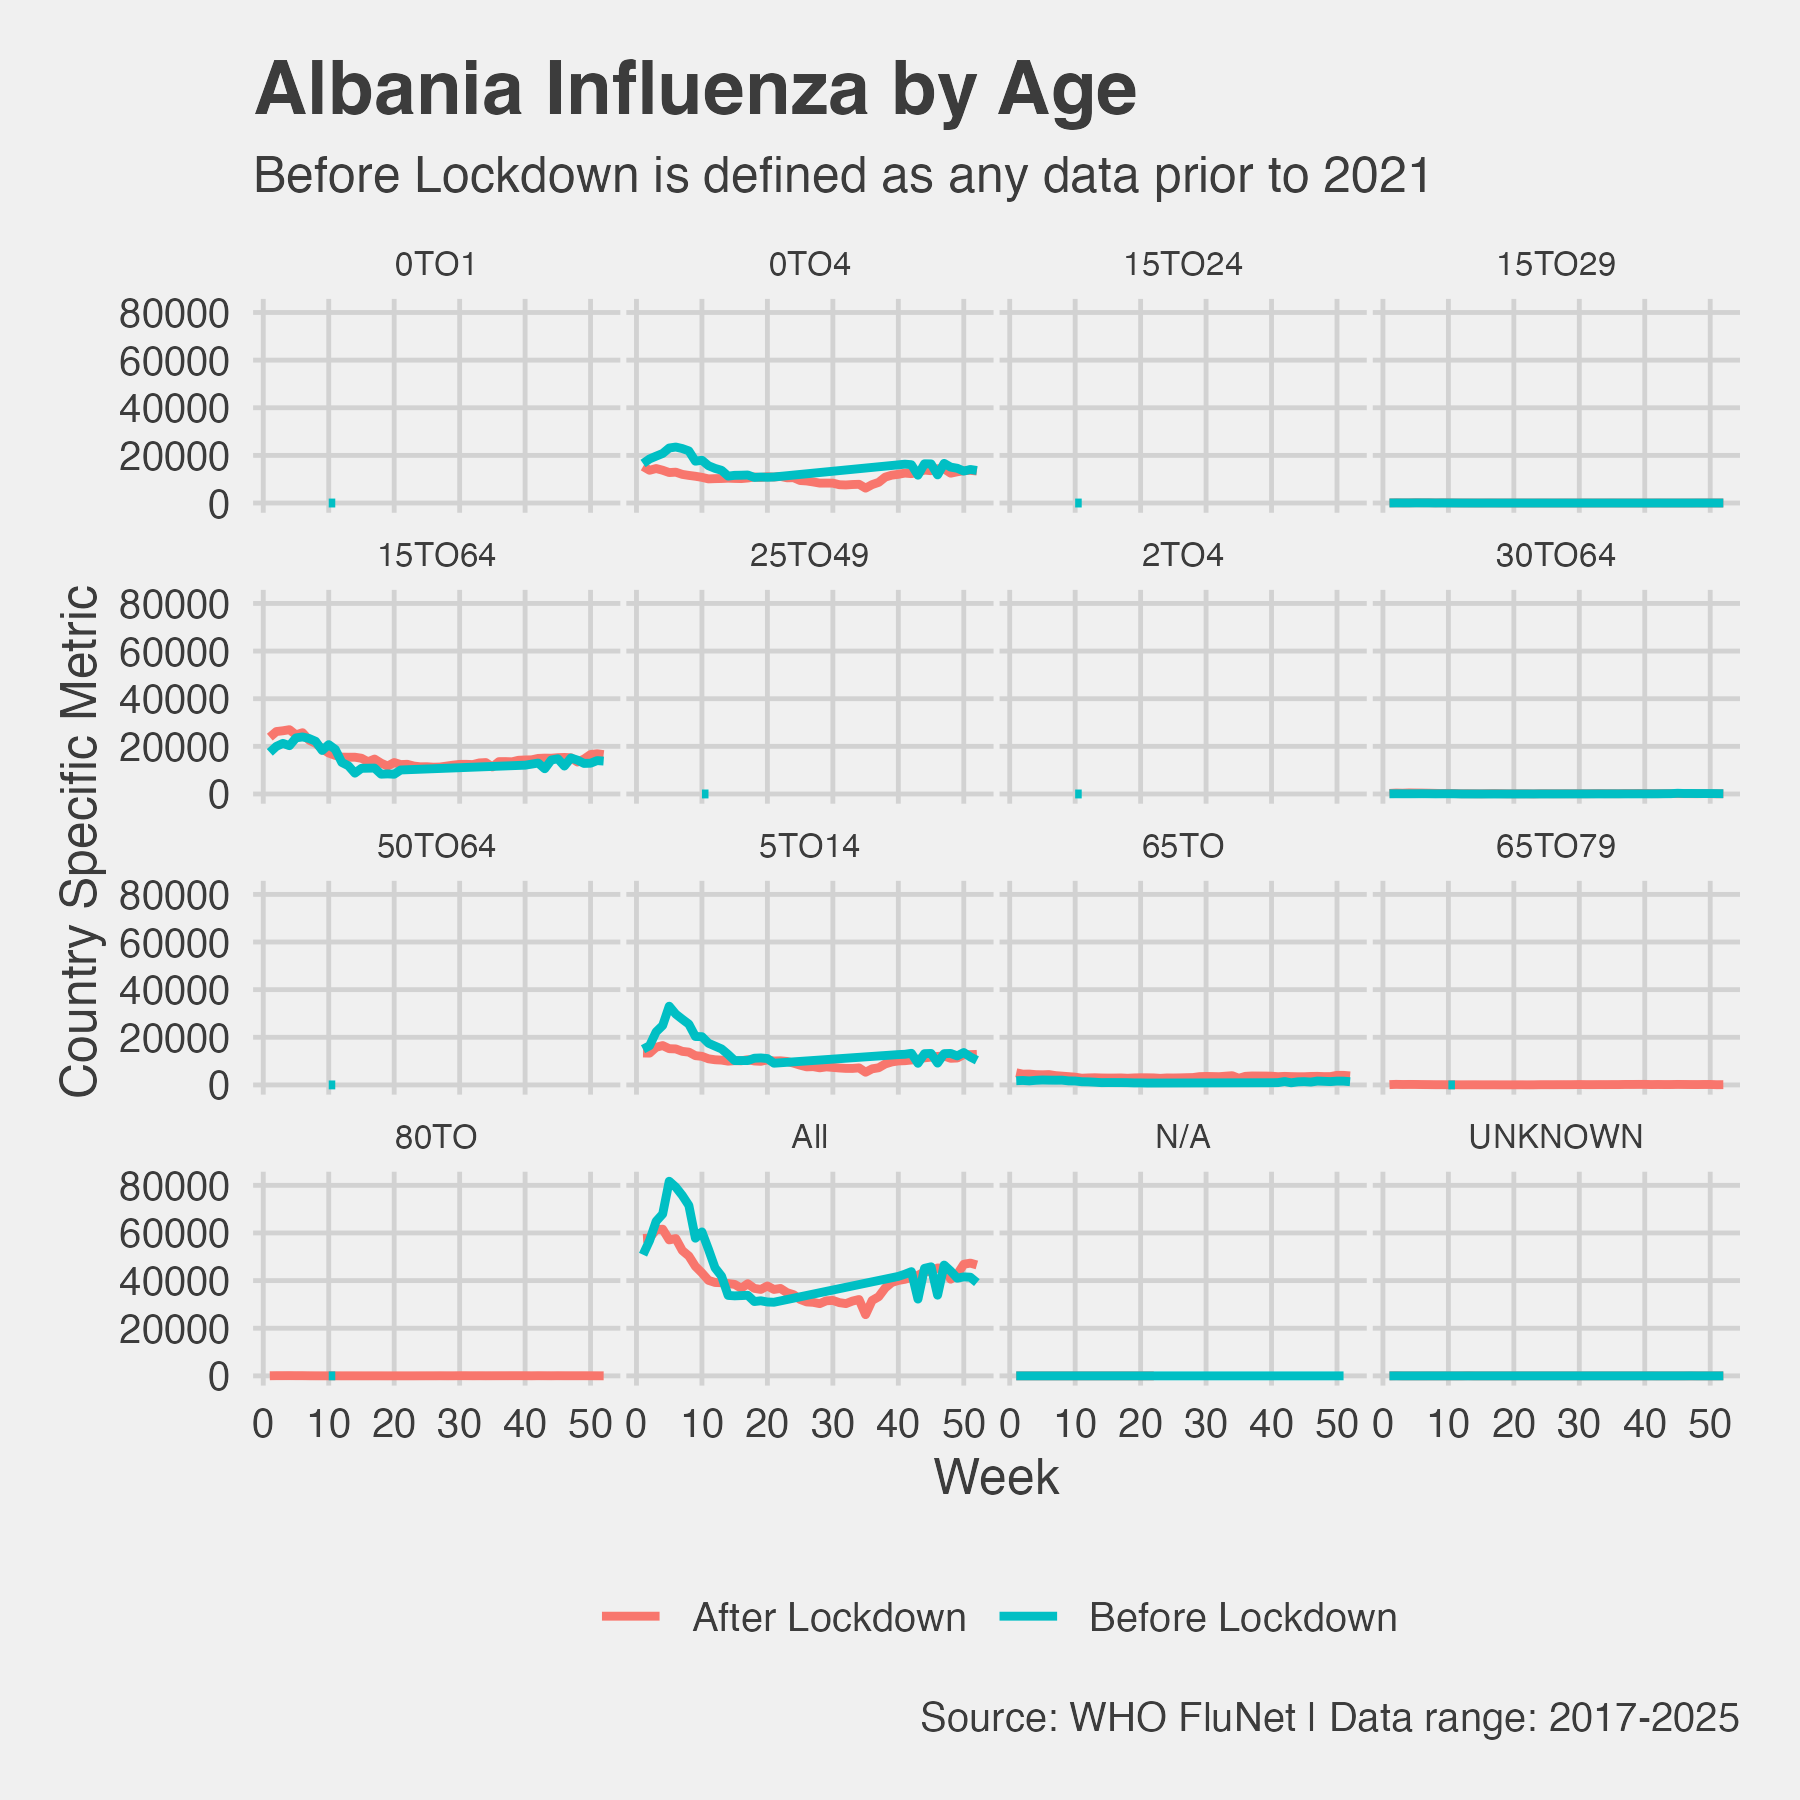 Albania Influenza by Age
Before Lockdown is defined as any data prior to 2021
0TO1 0TO4 15TO24 15TO29
80000
60000
40000
20000
0
15TO64 25TO49 2TO4 30TO64
80000
60000
40000
20000
0
Country Specific Metric
50TO64 5TO14 65TO 65TO79
80000
60000
40000
20000
0
80TO All N/A UNKNOWN
80000
60000
40000
20000
0
0 10 20 30 40 50 0 10 20 30 40 50 0 10 20 30 40 50 0 10 20 30 40 50
Week
After Lockdown Before Lockdown
Source: WHO FluNet | Data range: 2017-2025